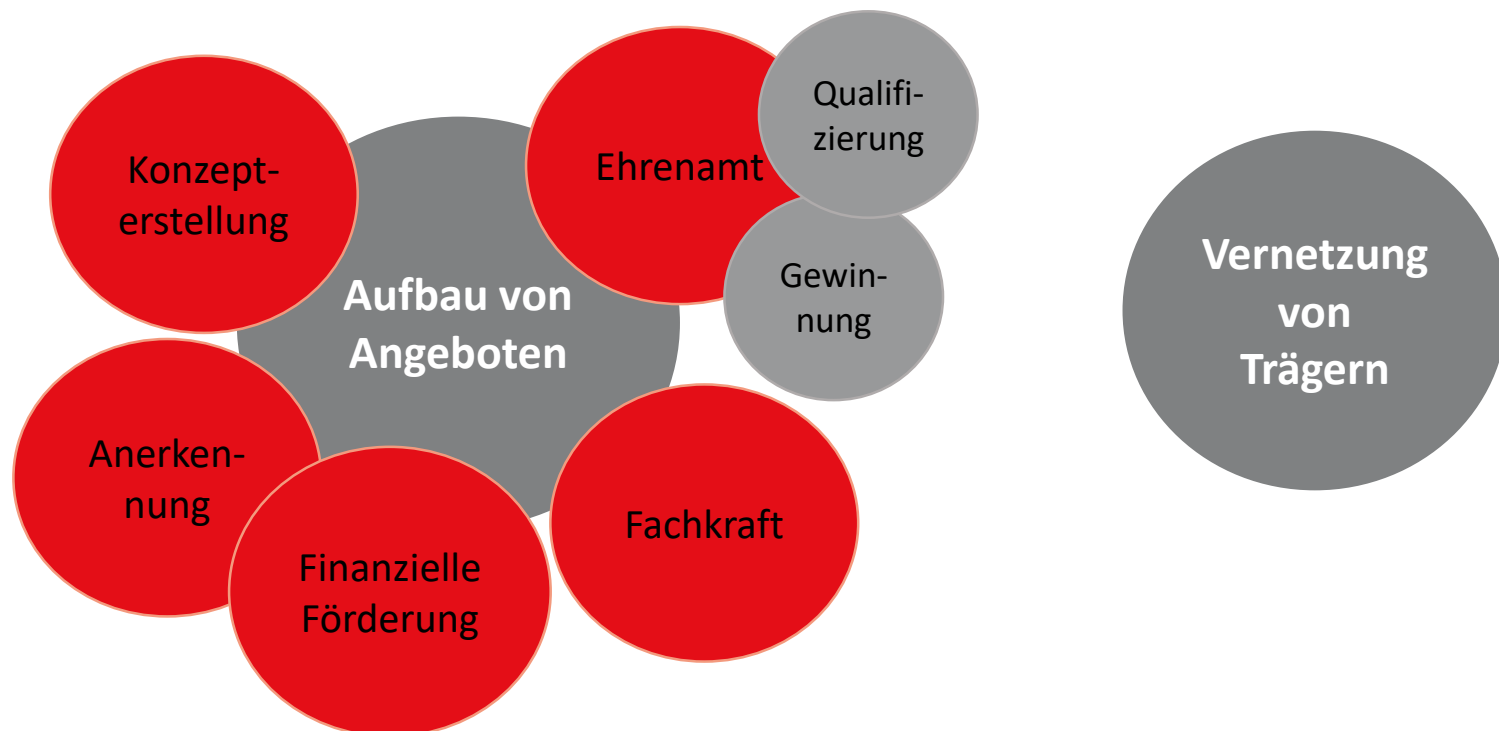 Konzept-
erstellung
Aufbau von
Angeboten
Ehrenamt
Qualifi-
zierung
Gewin-
nung
Anerken-
nung
Finanzielle
Förderung
Fachkraft
Vernetzung
von
Trägern